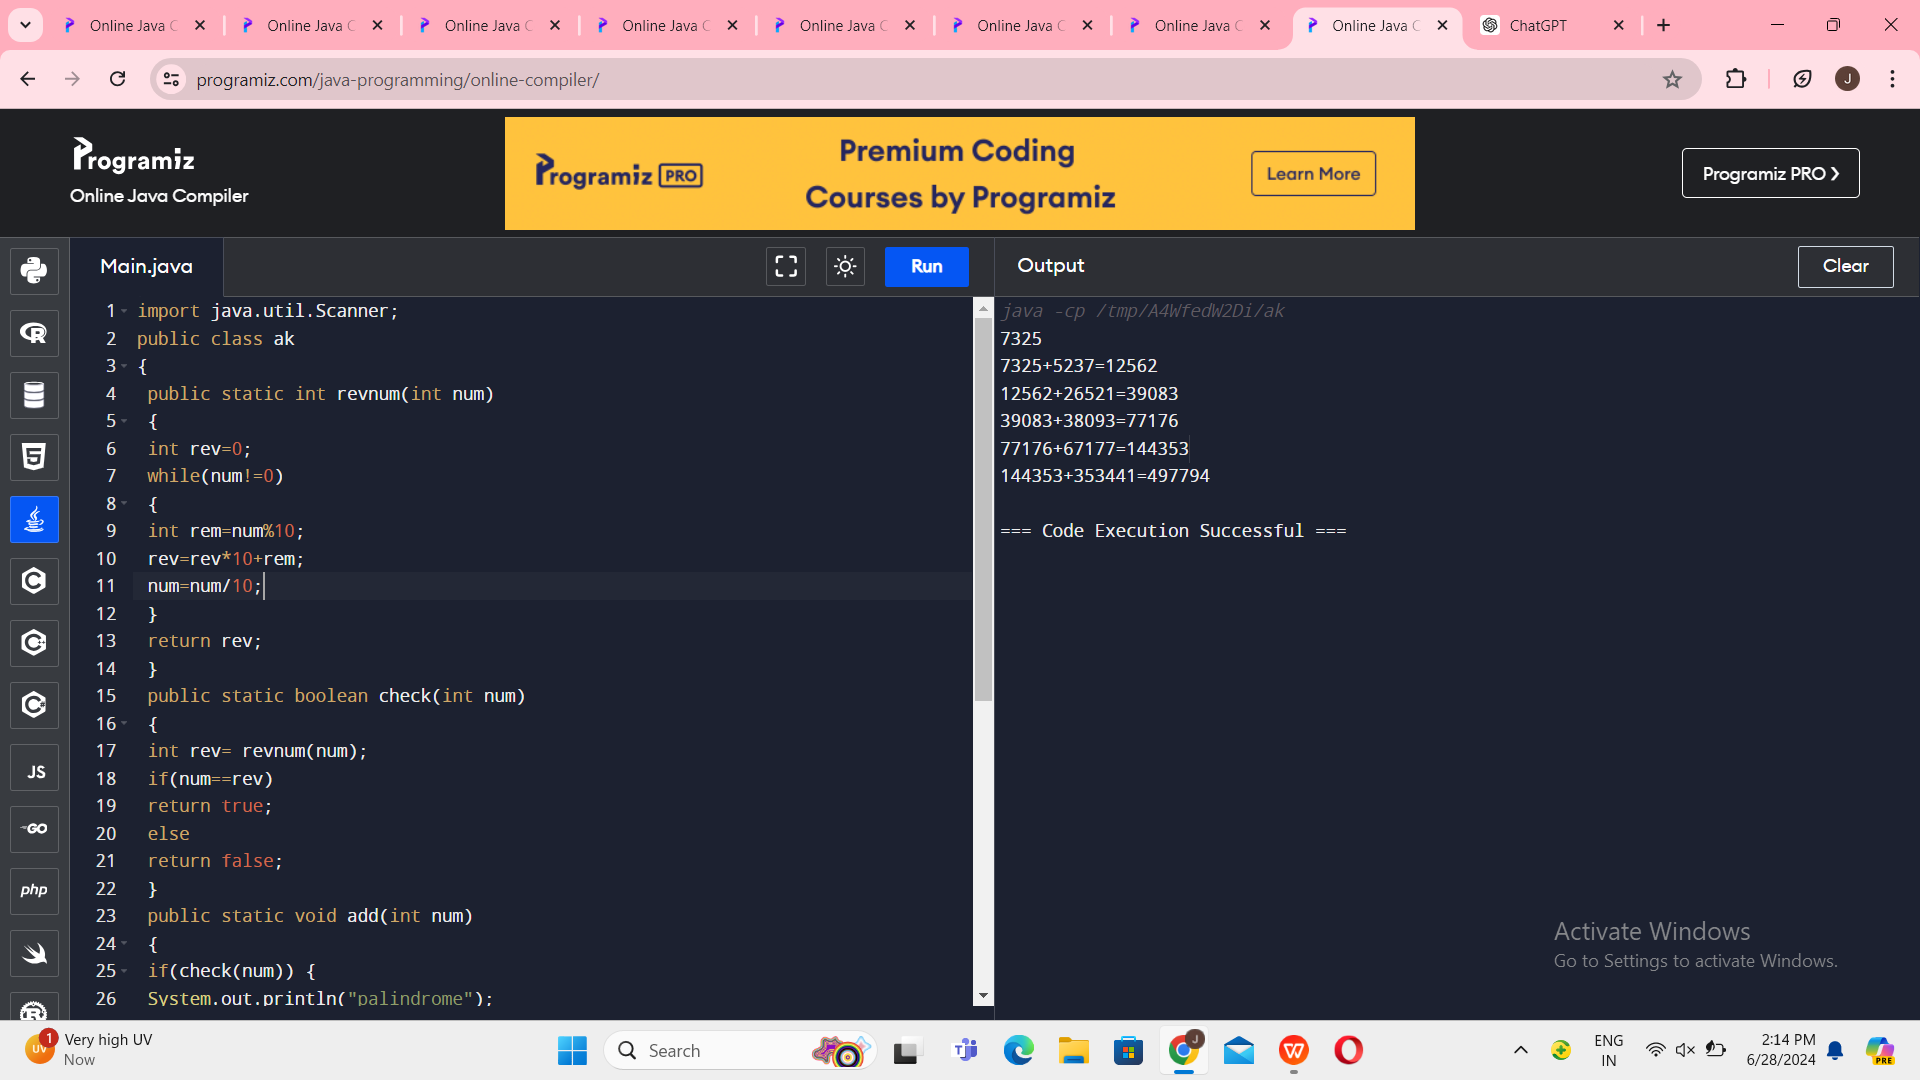 Online Java C
Online Java C
Online Java C
Online Java C
Online Java C
Online Java C
Online Java C
Online Java C
ChatGPT
programiz.com/java-programming/online-compiler/
J
Programiz
Online Java Compiler
Programiz PRO
Premium Coding
Courses by Programiz
Learn More
Programiz PRO ❯
Main.java
Run
Output
Clear
1 import java.util.Scanner;
2 public class ak
3 {
4 public static int revnum(int num)
5 {
6 int rev=0;
7 while(num!=0)
8 {
9 int rem=num%10;
10 rev=rev*10+rem;
11 num=num/10;
12 }
13 return rev;
14 }
15 public static boolean check(int num)
16 {
17 int rev= revnum(num);
18 if(num==rev)
19 return true;
20 else
21 return false;
22 }
23 public static void add(int num)
24 {
25 if(check(num)) {
26 System.out.println("palindrome");
java -cp /tmp/A4WfedW2Di/ak
7325
7325+5237=12562
12562+26521=39083
39083+38093=77176
77176+67177=144353
144353+353441=497794
=== Code Execution Successful ===
JS
GO
php
Activate Windows
Go to Settings to activate Windows.
UV
1
Very high UV
Now
Search
J
ENG
IN
2:14 PM
6/28/2024
PRE